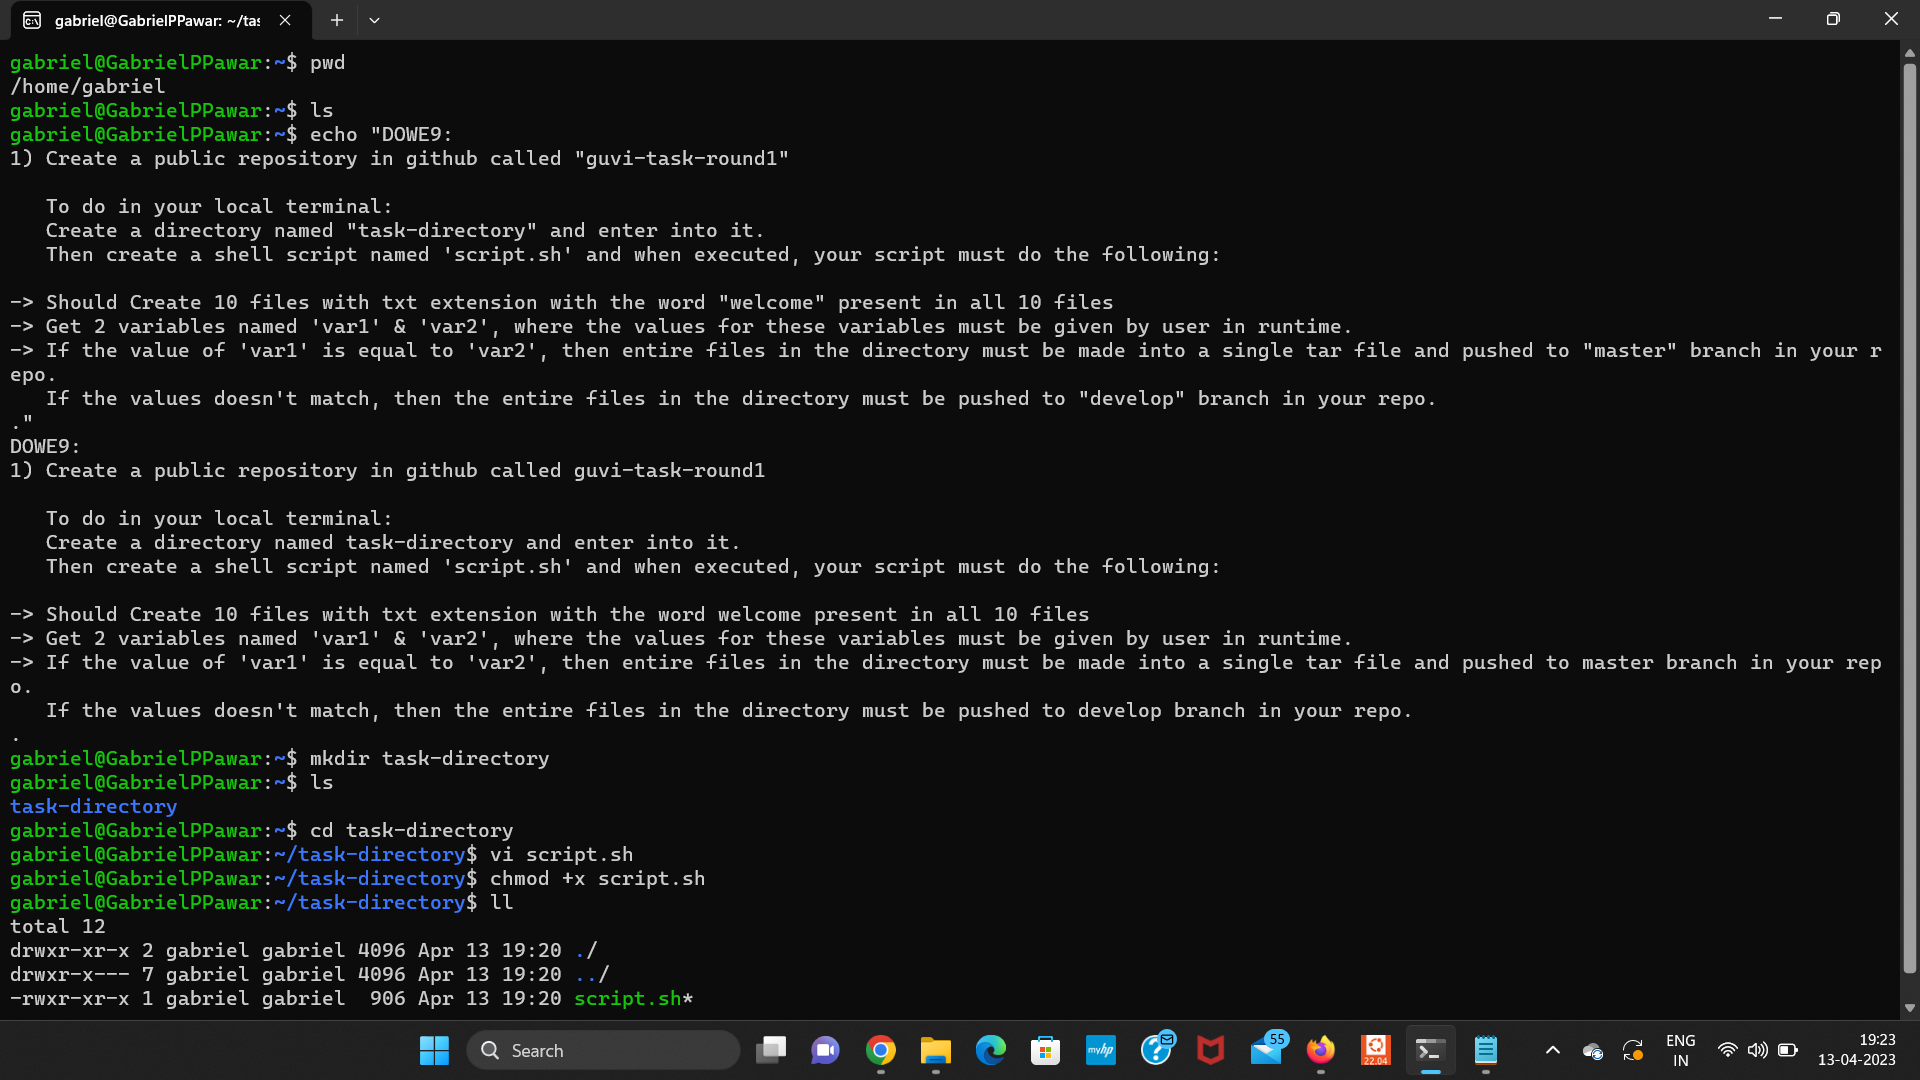 gabriel@GabrielPPawar: ~/tas
gabriel@GabrielPPawar:~$ pwd
/home/gabriel
gabriel@GabrielPPawar:~$ ls
gabriel@GabrielPPawar:~$ echo "DOWE9:
1) Create a public repository in github called "guvi-task-round1"
To do in your local terminal:
Create a directory named "task-directory" and enter into it.
Then create a shell script named 'script.sh' and when executed, your script must do the following:
-> Should Create 10 files with txt extension with the word "welcome" present in all 10 files
-> Get 2 variables named 'var1' & 'var2', where the values for these variables must be given by user in runtime.
-> If the value of 'var1' is equal to 'var2', then entire files in the directory must be made into a single tar file and pushed to "master" branch in your r
epo.
If the values doesn't match, then the entire files in the directory must be pushed to "develop" branch in your repo.
."
DOWE9:
1) Create a public repository in github called guvi-task-round1
To do in your local terminal:
Create a directory named task-directory and enter into it.
Then create a shell script named 'script.sh' and when executed, your script must do the following:
-> Should Create 10 files with txt extension with the word welcome present in all 10 files
-> Get 2 variables named 'var1' & 'var2', where the values for these variables must be given by user in runtime.
-> If the value of 'var1' is equal to 'var2', then entire files in the directory must be made into a single tar file and pushed to master branch in your rep
o.
If the values doesn't match, then the entire files in the directory must be pushed to develop branch in your repo.
.
gabriel@GabrielPPawar:~$ mkdir task-directory
gabriel@GabrielPPawar:~$ ls
task-directory
gabriel@GabrielPPawar:~$ cd task-directory
gabriel@GabrielPPawar:~/task-directory$ vi script.sh
gabriel@GabrielPPawar:~/task-directory$ chmod +x script.sh
gabriel@GabrielPPawar:~/task-directory$ ll
total 12
drwxr-xr-x 2 gabriel gabriel 4096 Apr 13 19:20 ./
drwxr-x--- 7 gabriel gabriel 4096 Apr 13 19:20 ../
-rwxr-xr-x 1 gabriel gabriel  906 Apr 13 19:20 script.sh*
Search
myhp
55
22.04
ENG
IN
19:23
13-04-2023